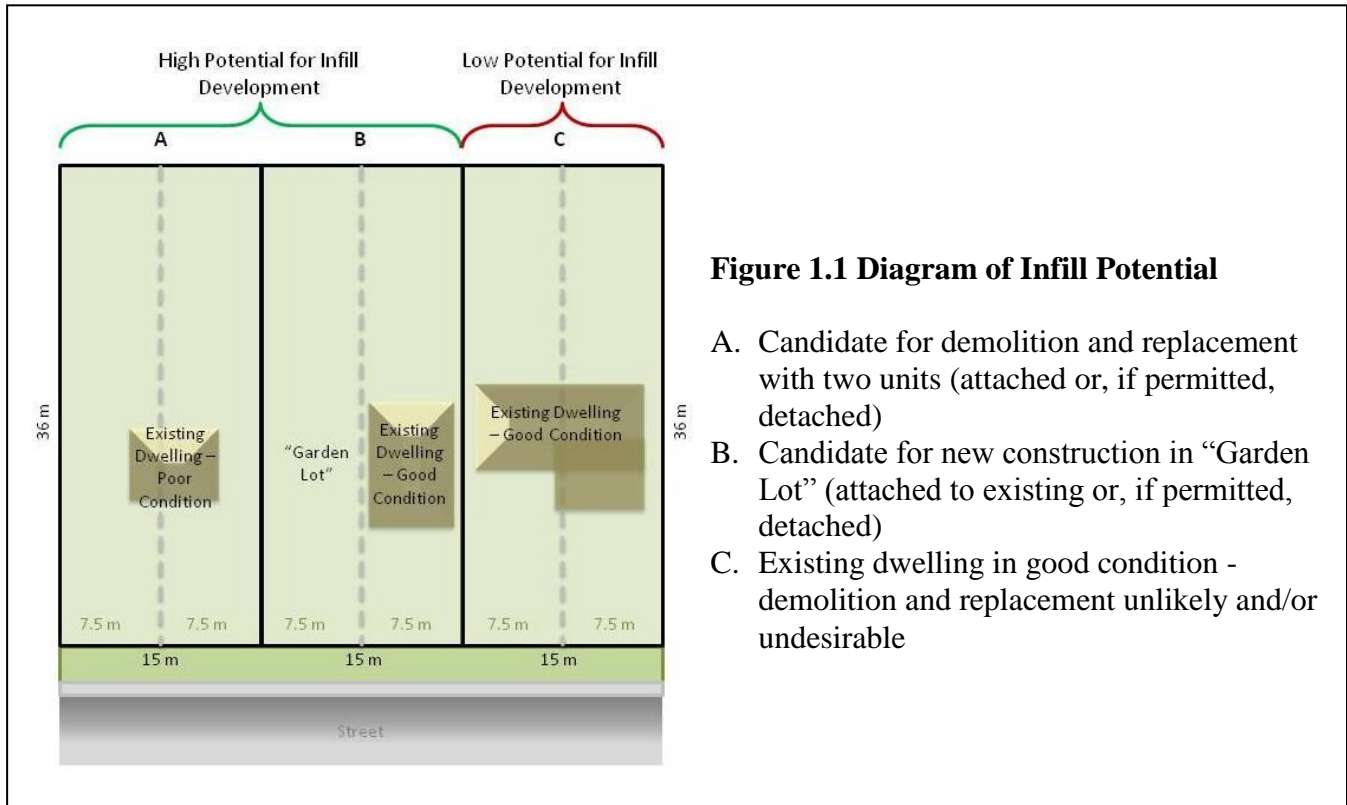 High Potential for Infill
Development
Low Potential for Infill
Development
A
B
C
36 m
Existing
Dwelling –
Poor
Condition
"Garden
Lot"
Existing
Dwelling
– Good
Condition
Existing Dwelling
– Good Condition
36 m
7.5 m
7.5 m
7.5 m
7.5 m
7.5 m
7.5 m
15 m
15 m
15 m
Street
Figure 1.1 Diagram of Infill Potential
A. Candidate for demolition and replacement
with two units (attached or, if permitted,
detached)
B. Candidate for new construction in “Garden
Lot” (attached to existing or, if permitted,
detached)
C. Existing dwelling in good condition -
demolition and replacement unlikely and/or
undesirable